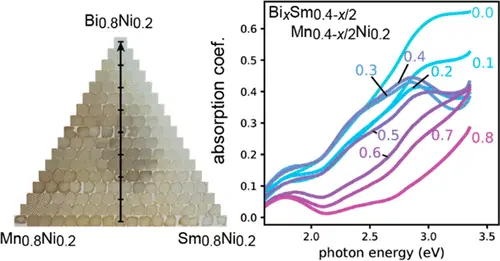 Bi0.8Ni0.2
Mn0.8Ni0.2
Sm0.8Ni0.2
absorption coef.
BixSm0.4-x/2
Mn0.4-x/2Ni0.2
0.6
0.5
0.4
0.3
0.2
0.1
0.0
0.0
0.1
0.4
0.3
0.2
0.5
0.6
0.7
0.8
2.0
2.5
3.0
3.5
photon energy (eV)